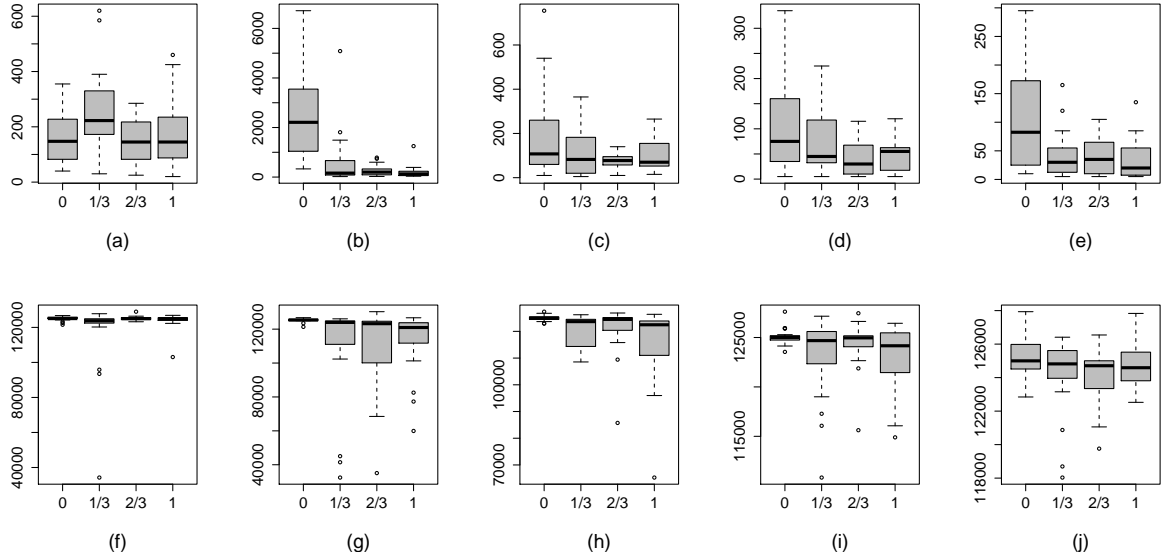 0 200 400 600
0 1/3 2/3 1
(a)
0 2000 4000 6000
0 1/3 2/3 1
(b)
0 200 400 600
0 1/3 2/3 1
(c)
0 50 100 200 300
0 1/3 2/3 1
(d)
0 50 150 250
0 1/3 2/3 1
(e)
40000 80000 120000
0 1/3 2/3 1
(f)
40000 60000 80000 100000 120000
0 1/3 2/3 1
(g)
70000 100000
0 1/3 2/3 1
(h)
115000 125000
0 1/3 2/3 1
(i)
118000 122000 126000
0 1/3 2/3 1
(j)